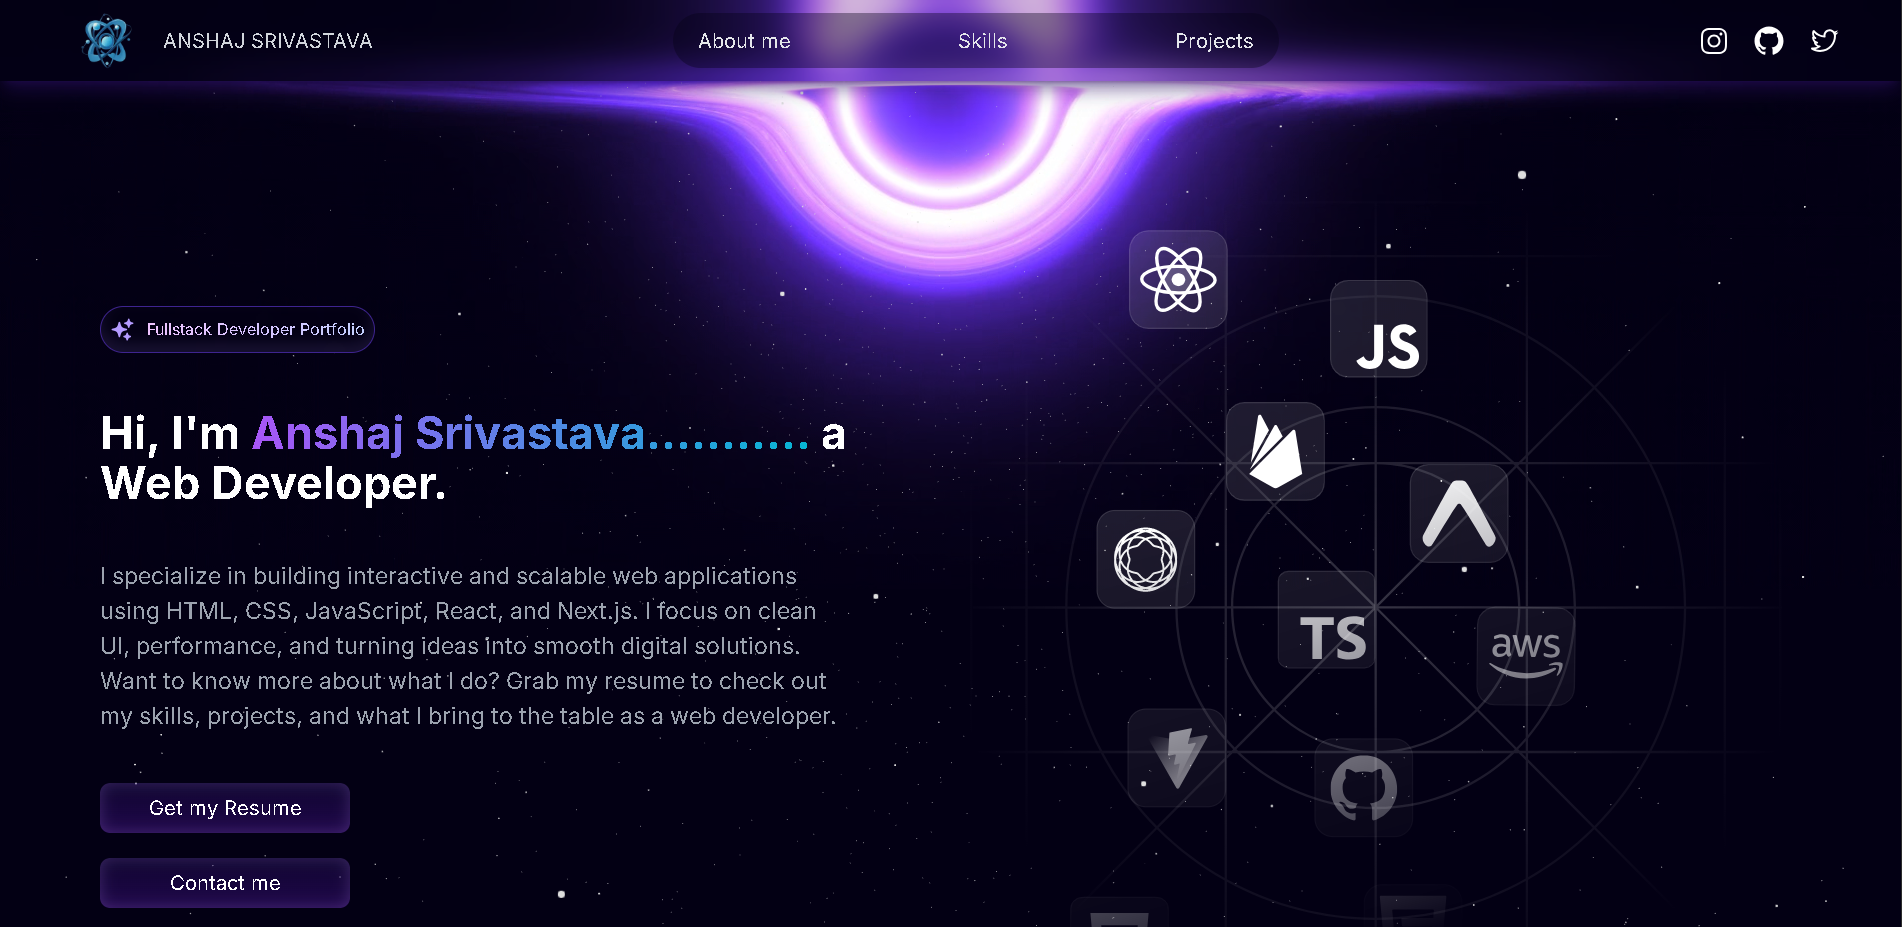 ANSHAJ SRIVASTAVA
About me
Skills
Projects
Fullstack Developer Portfolio
Hi, I'm Anshaj Srivastava........... a
Web Developer.
I specialize in building interactive and scalable web applications
using HTML, CSS, JavaScript, React, and Next.js. I focus on clean
UI, performance, and turning ideas into smooth digital solutions.
Want to know more about what I do? Grab my resume to check out
my skills, projects, and what I bring to the table as a web developer.
Get my Resume
Contact me
JS
TS
aws